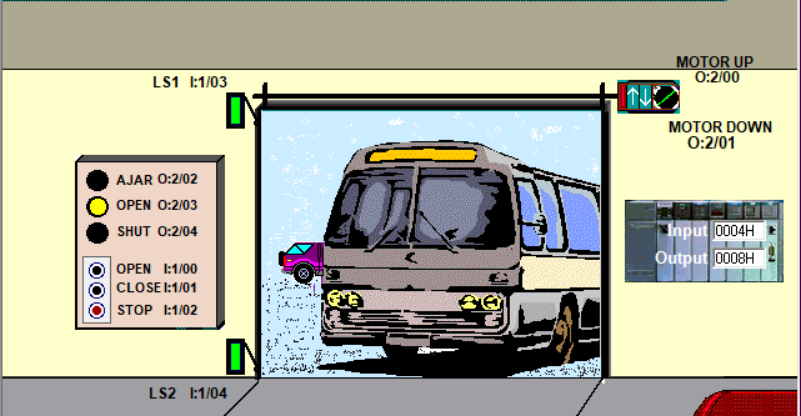 MOTOR UP
O:2/00
LS1 I:1/03
MOTOR DOWN
O:2/01
AJAR O:2/02
OPEN O:2/03
SHUT O:2/04
OPEN I:1/00
CLOSE I:1/01
STOP I:1/02
Input 0004H
Output 0008H
LS2 I:1/04